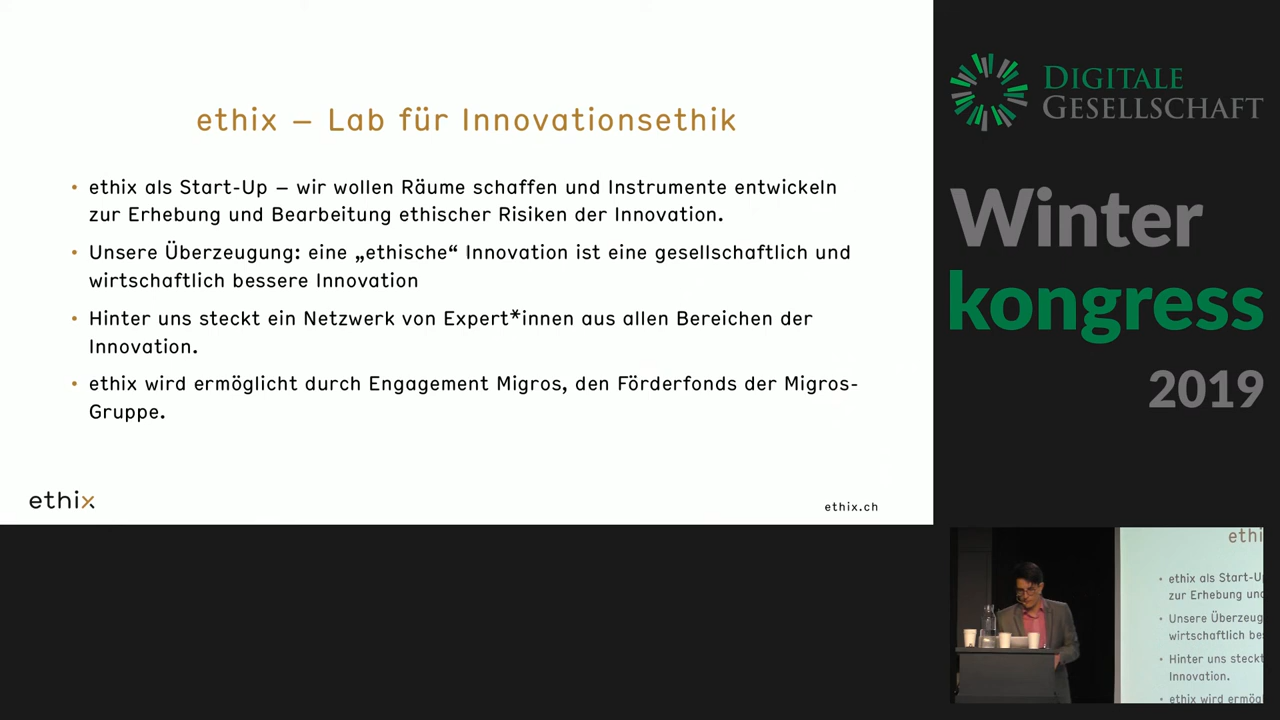 ethix – Lab für Innovationsethik
• ethix als Start-Up – wir wollen Räume schaffen und Instrumente entwickeln
zur Erhebung und Bearbeitung ethischer Risiken der Innovation.
• Unsere Überzeugung: eine „ethische“ Innovation ist eine gesellschaftlich und
wirtschaftlich bessere Innovation
• Hinter uns steckt ein Netzwerk von Expert*innen aus allen Bereichen der
Innovation.
• ethix wird ermöglicht durch Engagement Migros, den Förderfonds der Migros-
Gruppe.
ethix
ethix.ch
DIGITALE
GESELLSCHAFT
Winter
kongress
2019
ethi
• ethix als Start-U
zur Erhebung und
• Unsere Überzeug
wirtschaftlich be
• Hinter uns steckt
Innovation.
• ethix wird ermög